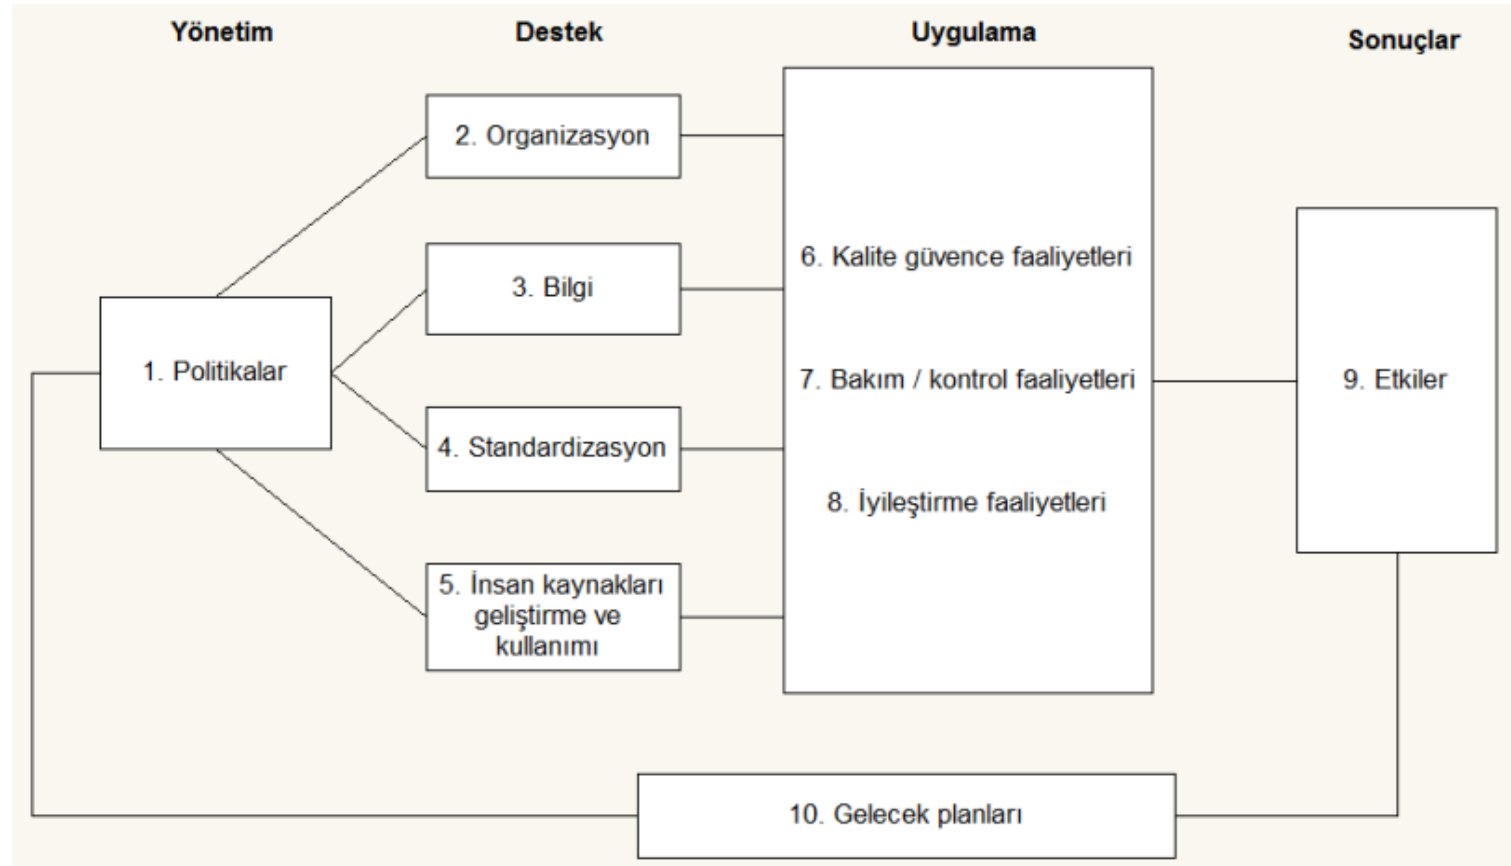 Yönetim
Destek
Uygulama
Sonuçlar
1. Politikalar
2. Organizasyon
3. Bilgi
4. Standardizasyon
5. İnsan kaynakları
geliştirme ve
kullanımı
6. Kalite güvence faaliyetleri
7. Bakım / kontrol faaliyetleri
8. İyileştirme faaliyetleri
9. Etkiler
10. Gelecek planları